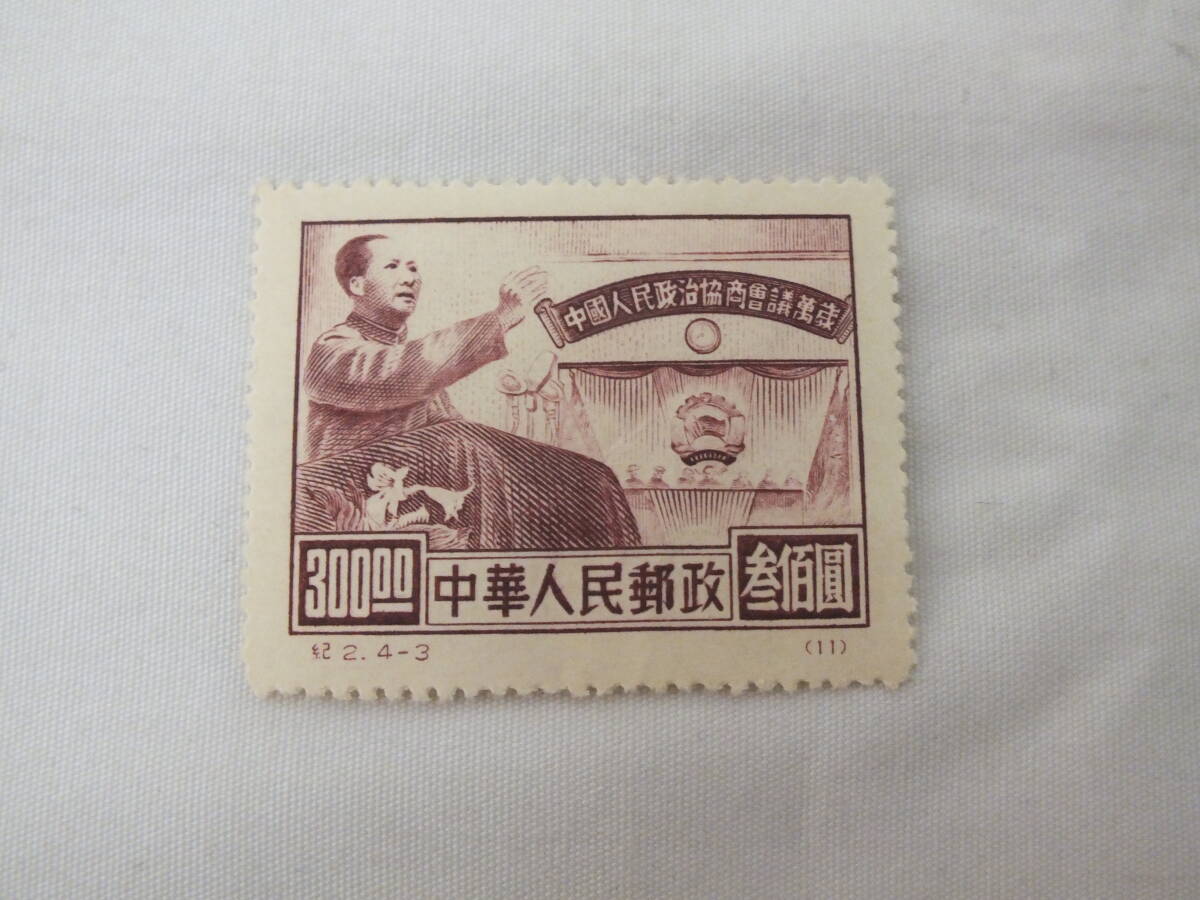 中國人民政治協商會議萬歲
300.00
中華人民郵政
叁佰圓
紀2.4-3
(11)